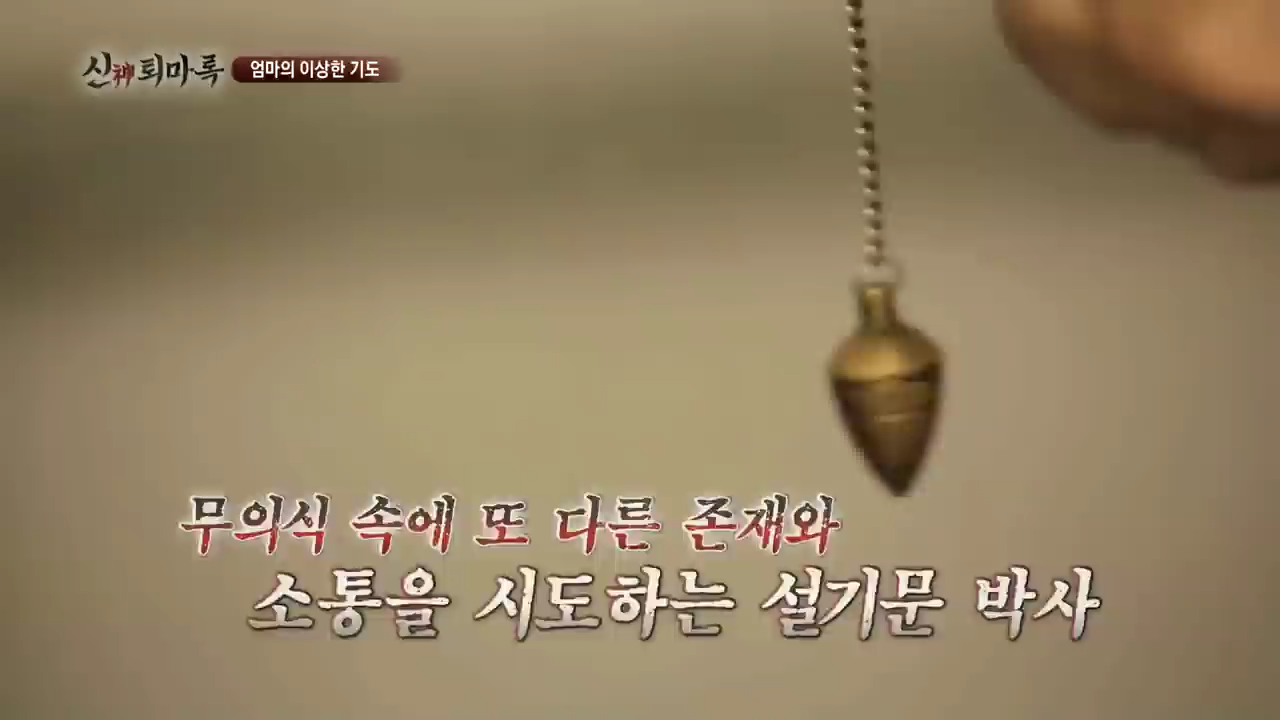 신神퇴마록 엄마의 이상한 기도
무의식 속에 또 다른 존재와
소통을 시도하는 설기문 박사